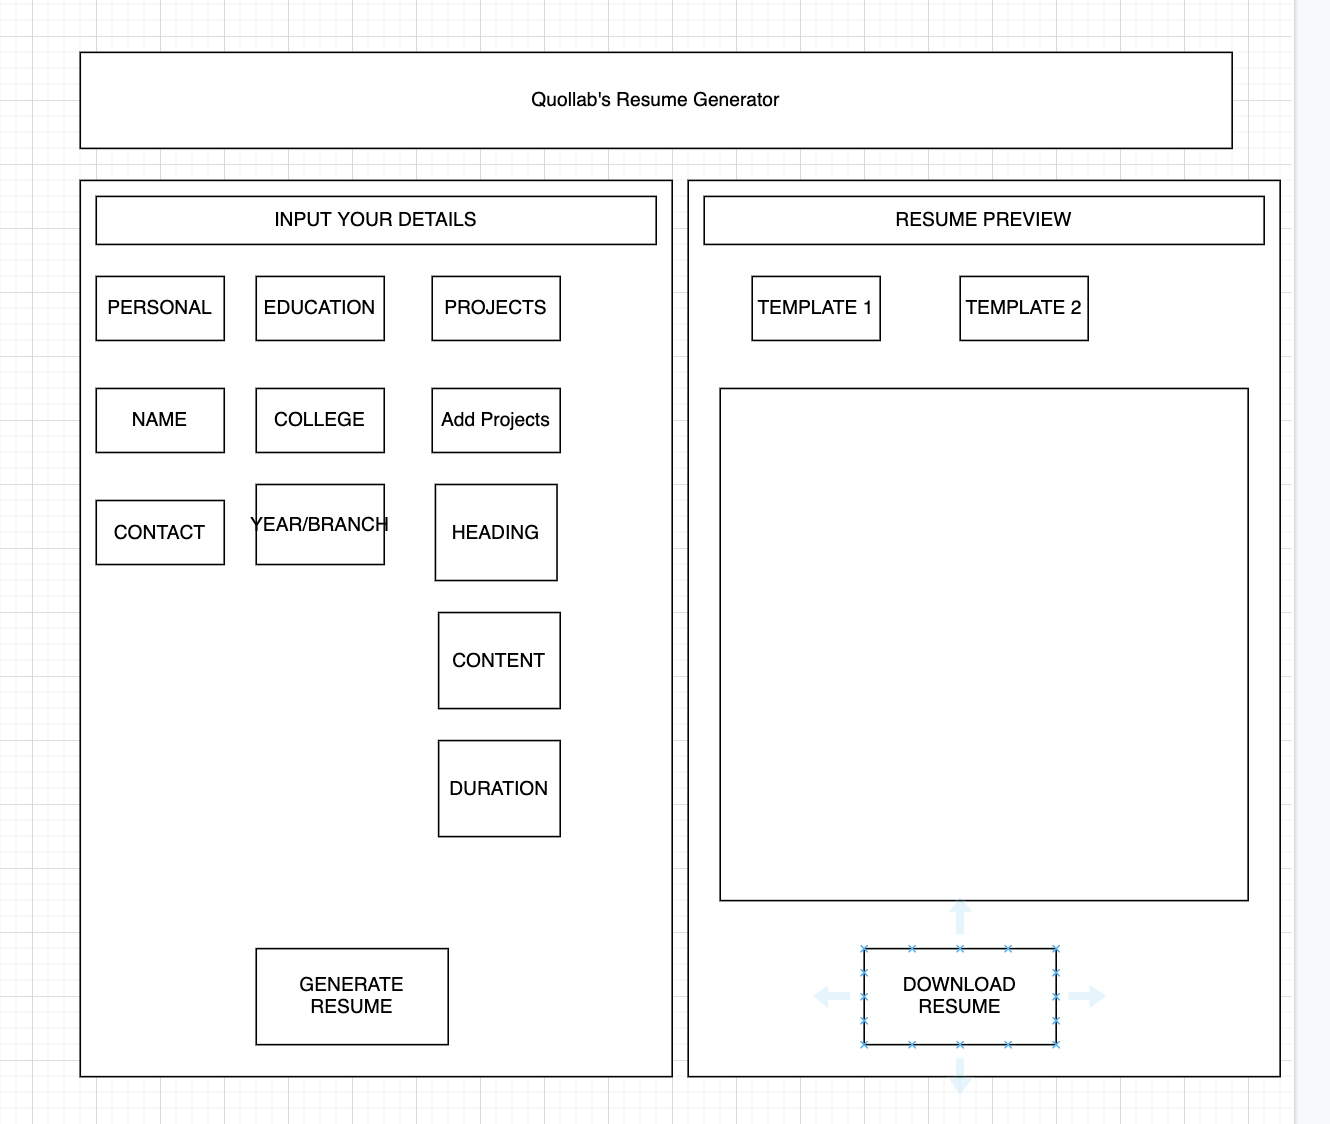 Quollab's Resume Generator
INPUT YOUR DETAILS
PERSONAL
EDUCATION
PROJECTS
NAME
COLLEGE
Add Projects
CONTACT
YEAR/BRANCH
HEADING
CONTENT
DURATION
GENERATE
RESUME
RESUME PREVIEW
TEMPLATE 1
TEMPLATE 2
DOWNLOAD
RESUME